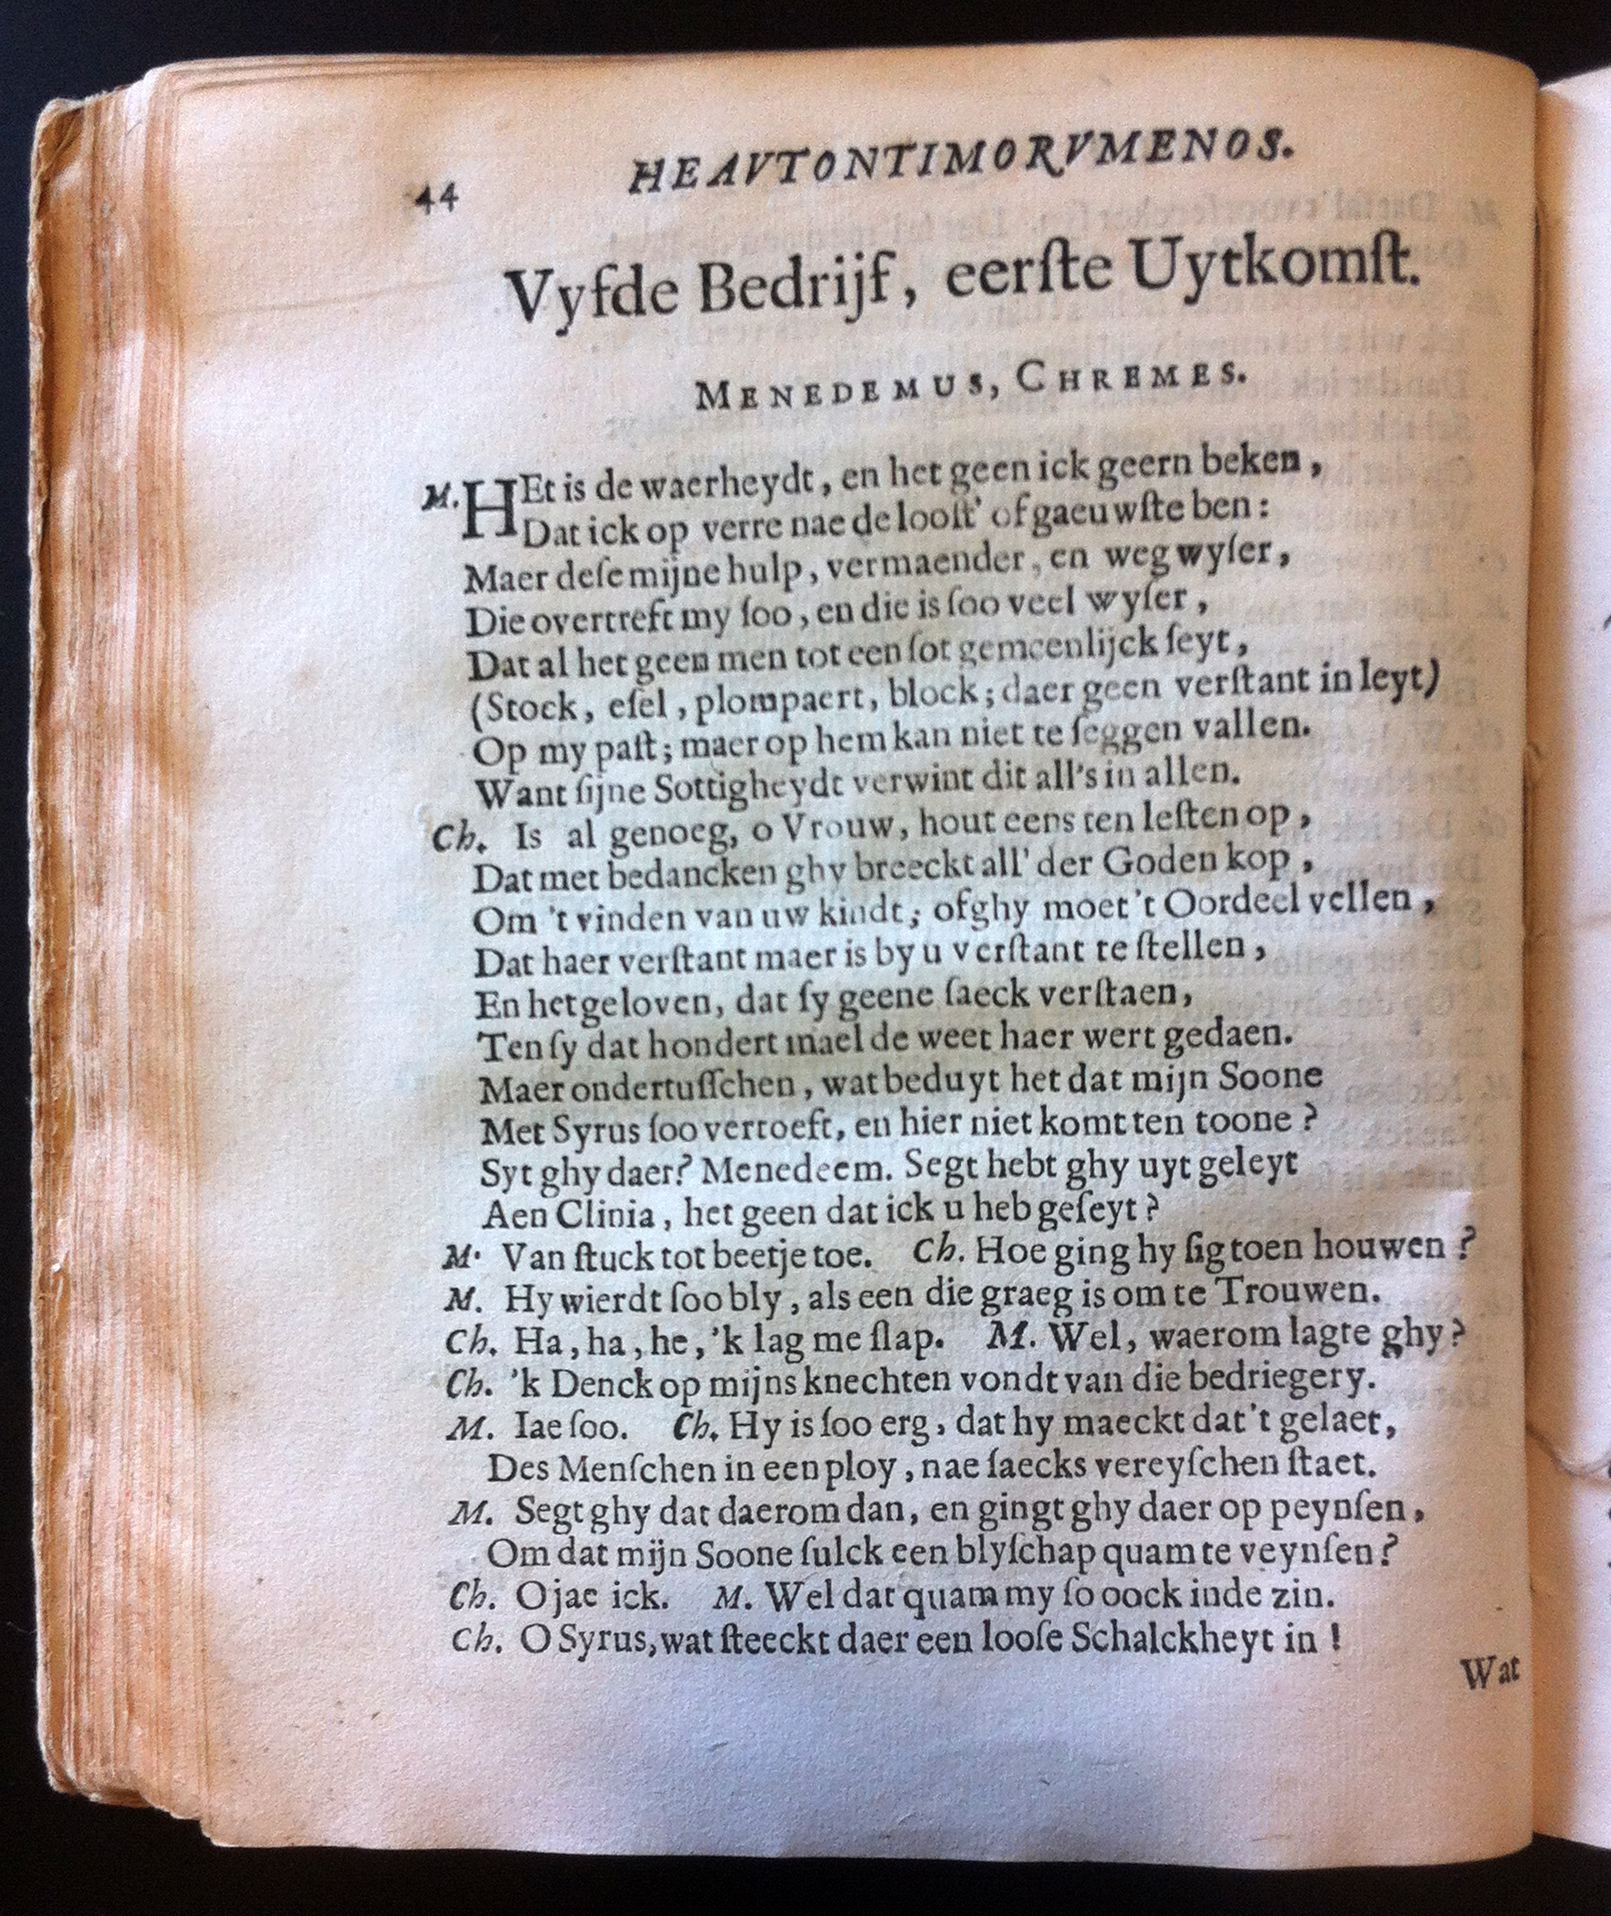 44 HEAVTONTIMORVMENOS.
Vyfde Bedrijf, eerſte Uytkomſt.
MENEDEMUS, CHREMES.
M. HEt is de waerheydt, en het geen ick geern beken,
Dat ick op verre nae de looſt' of gaeuwſte ben:
Maer deſe mijne hulp, vermaender, en wegwyſer,
Die overtreft my ſoo, en die is ſoo veel wyſer,
Dat al het geen men tot een ſot gemeenlijck ſeyt,
(Stock, eſel, plompaert, block; daer geen verſtant in leyt)
Op my paſt; maer op hem kan niet te ſeggen vallen.
Want ſijne Sottigheydt verwint dit all's in allen.
Ch. Is al genoeg, o Vrouw, hout eens ten leſten op,
Dat met bedancken ghy breeckt all' der Goden kop,
Om 't vinden van uw kindt; ofghy moet 't Oordeel vellen,
Dat haer verſtant maer is by u verſtant te ſtellen,
En het geloven, dat ſy geene ſaeck verſtaen,
Ten ſy dat hondert mael de weet haer wert gedaen.
Maer ondertuſſchen, wat beduyt het dat mijn Soone
Met Syrus ſoo vertoeft, en hier niet komt ten toone?
Syt ghy daer? Menedeem. Segt hebt ghy uyt geleyt
Aen Clinia, het geen dat ick u heb geſeyt?
M. Van ſtuck tot beetje toe. Ch. Hoe ging hy ſig toen houwen?
M. Hy wierdt ſoo bly, als een die graeg is om te Trouwen.
Ch. Ha, ha, he, 'k lag me ſlap. M. Wel, waerom lagte ghy?
Ch. 'k Denck op mijns knechten vondt van die bedriegery.
M. Iae ſoo. Ch. Hy is ſoo erg, dat hy maeckt dat 't gelaet,
Des Menſchen in een ploy, nae ſaecks vereyſchen ſtaet.
M. Segt ghy dat daerom dan, en gingt ghy daer op peynſen,
Om dat mijn Soone ſulck een blyſchap quam te veynſen?
Ch. O jae ick. M. Wel dat quam my ſo oock inde zin.
Ch. O Syrus, wat ſteeckt daer een looſe Schalckheyt in!
Wat